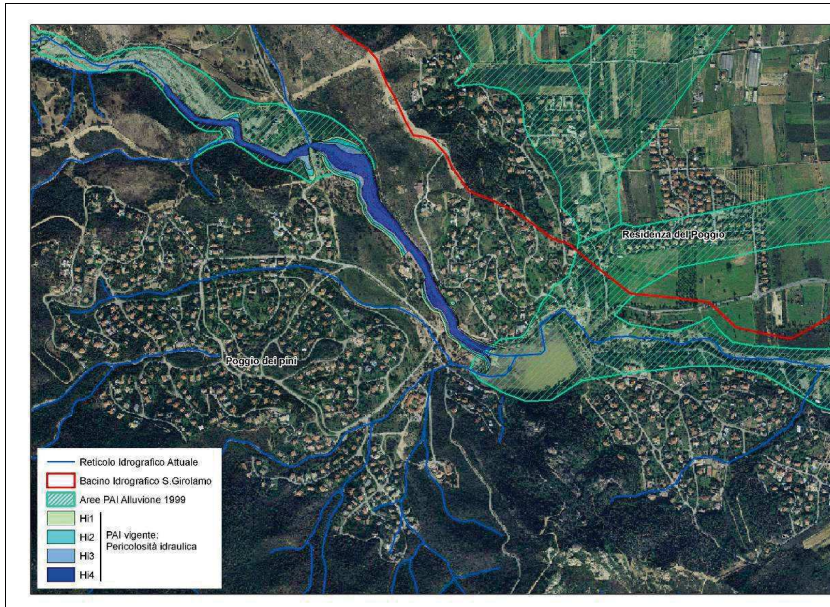 Residenza del Poggio
Poggio dei pini
Reticolo Idrografico Attuale
Bacino Idrografico S.Girolamo
Aree PAI Alluvione 1999
Hi1
Hi2
Hi3
Hi4
PAI vigente:
Pericolosità idraulica